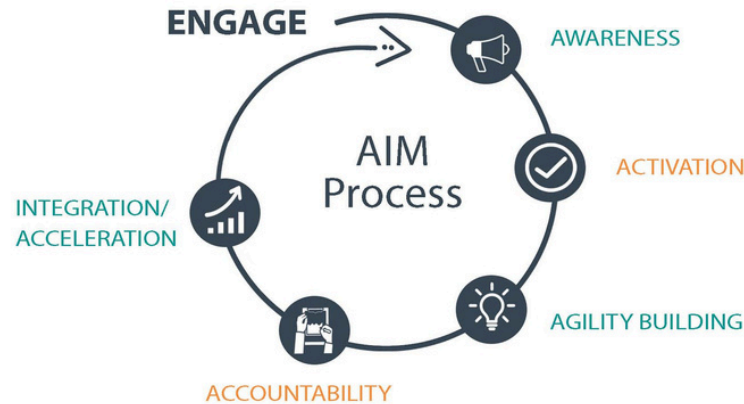 ENGAGE
AWARENESS
AIM
Process
ACTIVATION
INTEGRATION/
ACCELERATION
AGILITY BUILDING
ACCOUNTABILITY